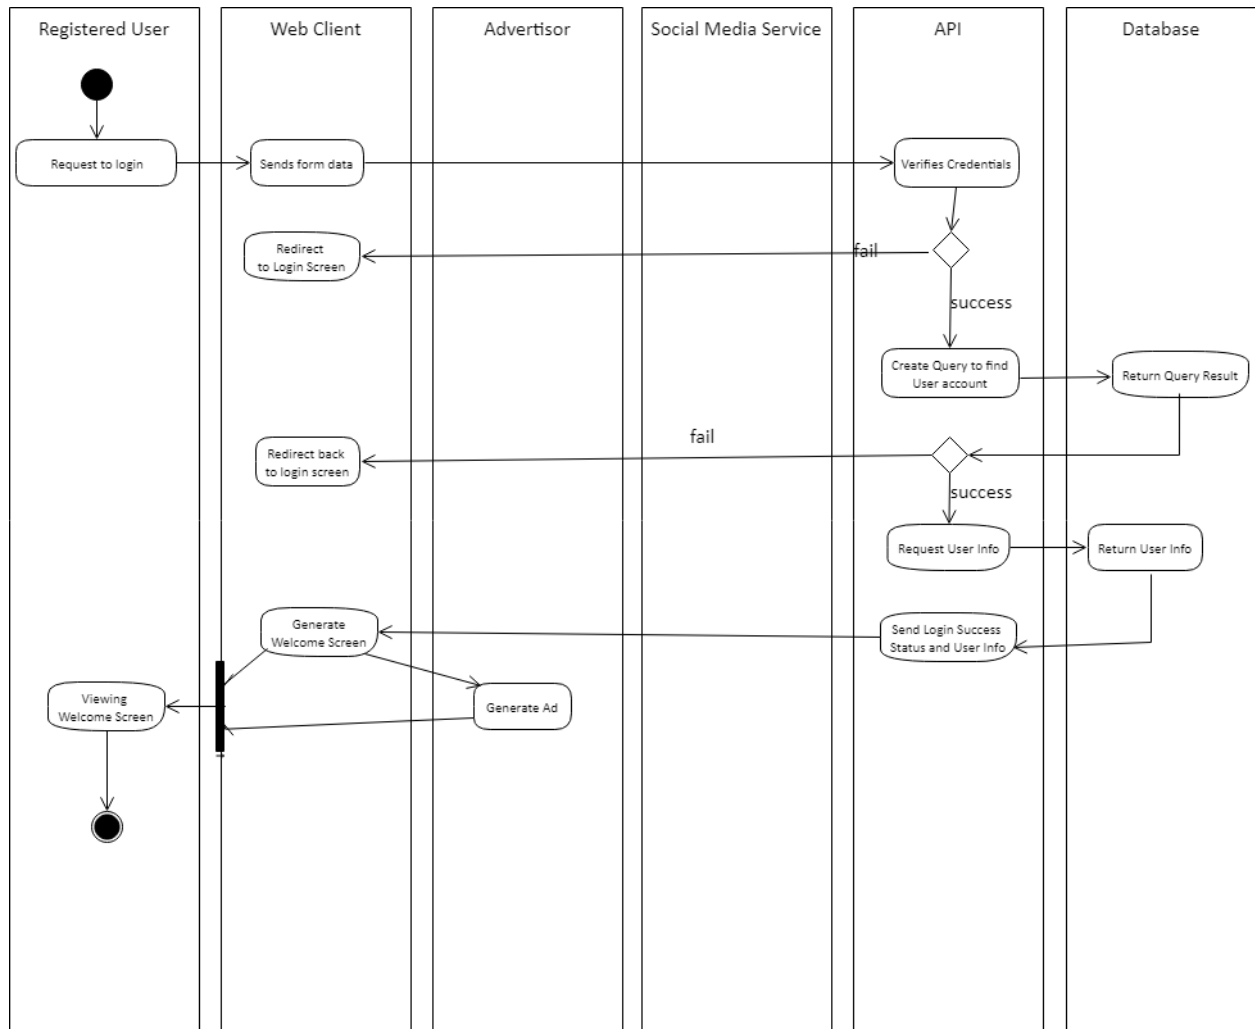 Registered User
Web Client
Advertisor
Social Media Service
API
Database
Request to login
Sends form data
Verifies Credentials
Redirect
to Login Screen
fail
success
Create Query to find
User account
Return Query Result
fail
Redirect back
to login screen
success
Request User Info
Return User Info
Generate
Welcome Screen
Send Login Success
Status and User Info
Viewing
Welcome Screen
Generate Ad